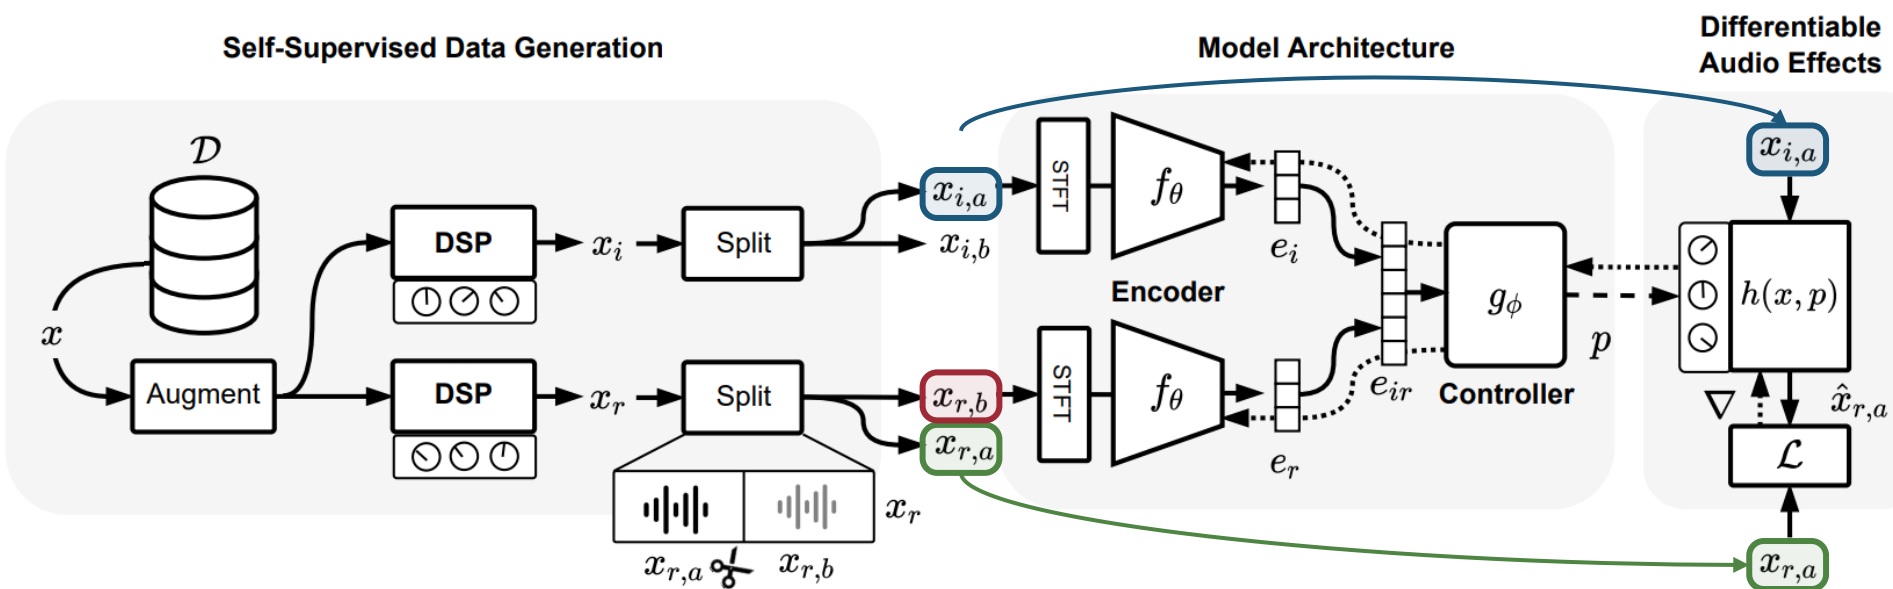 Self-Supervised Data Generation
Model Architecture
Differentiable
Audio Effects
𝒟
x
Augment
DSP
x_i
Split
x_{i,a}
x_{i,b}
DSP
x_r
Split
x_{r,b}
x_{r,a}
x_r
x_{r,a}
x_{r,b}
STFT
f_θ
e_i
Encoder
STFT
f_θ
e_r
e_{ir}
g_ϕ
Controller
p
x_{i,a}
h(x, p)
∇
x̂_{r,a}
ℒ
x_{r,a}